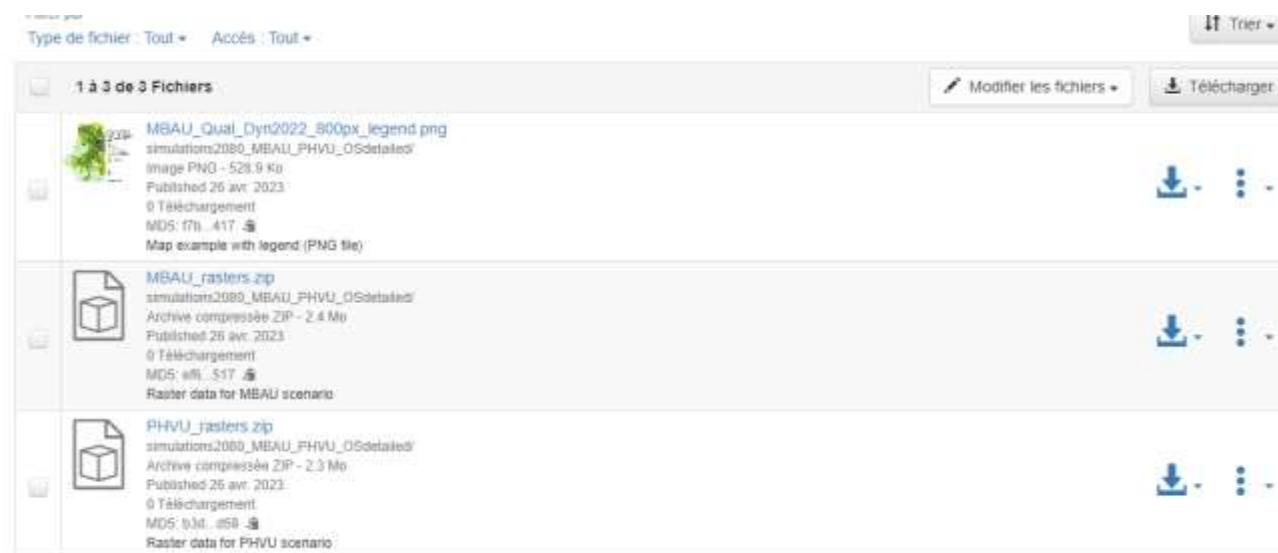 Type de fichier : Tout Accès : Tout
Trier
1 à 3 de 3 Fichiers
Modifier les fichiers
Télécharger
MBAU_Qual_Dyn2022_800px_legend.png
simulations2080_MBAU_PHVU_OSdetailed/
Image PNG - 528.9 Ko
Published 26 avr. 2023
0 Téléchargement
MD5: f7b...417
Map example with legend (PNG file)
MBAU_rasters.zip
simulations2080_MBAU_PHVU_OSdetailed/
Archive compressée ZIP - 2.4 Mo
Published 26 avr. 2023
0 Téléchargement
MD5:
Raster data for MBAU scenario
PHVU_rasters.zip
simulations2080_MBAU_PHVU_OSdetailed/
Archive compressée ZIP - 2.3 Mo
Published 26 avr. 2023
0 Téléchargement
MD5:
Raster data for PHVU scenario